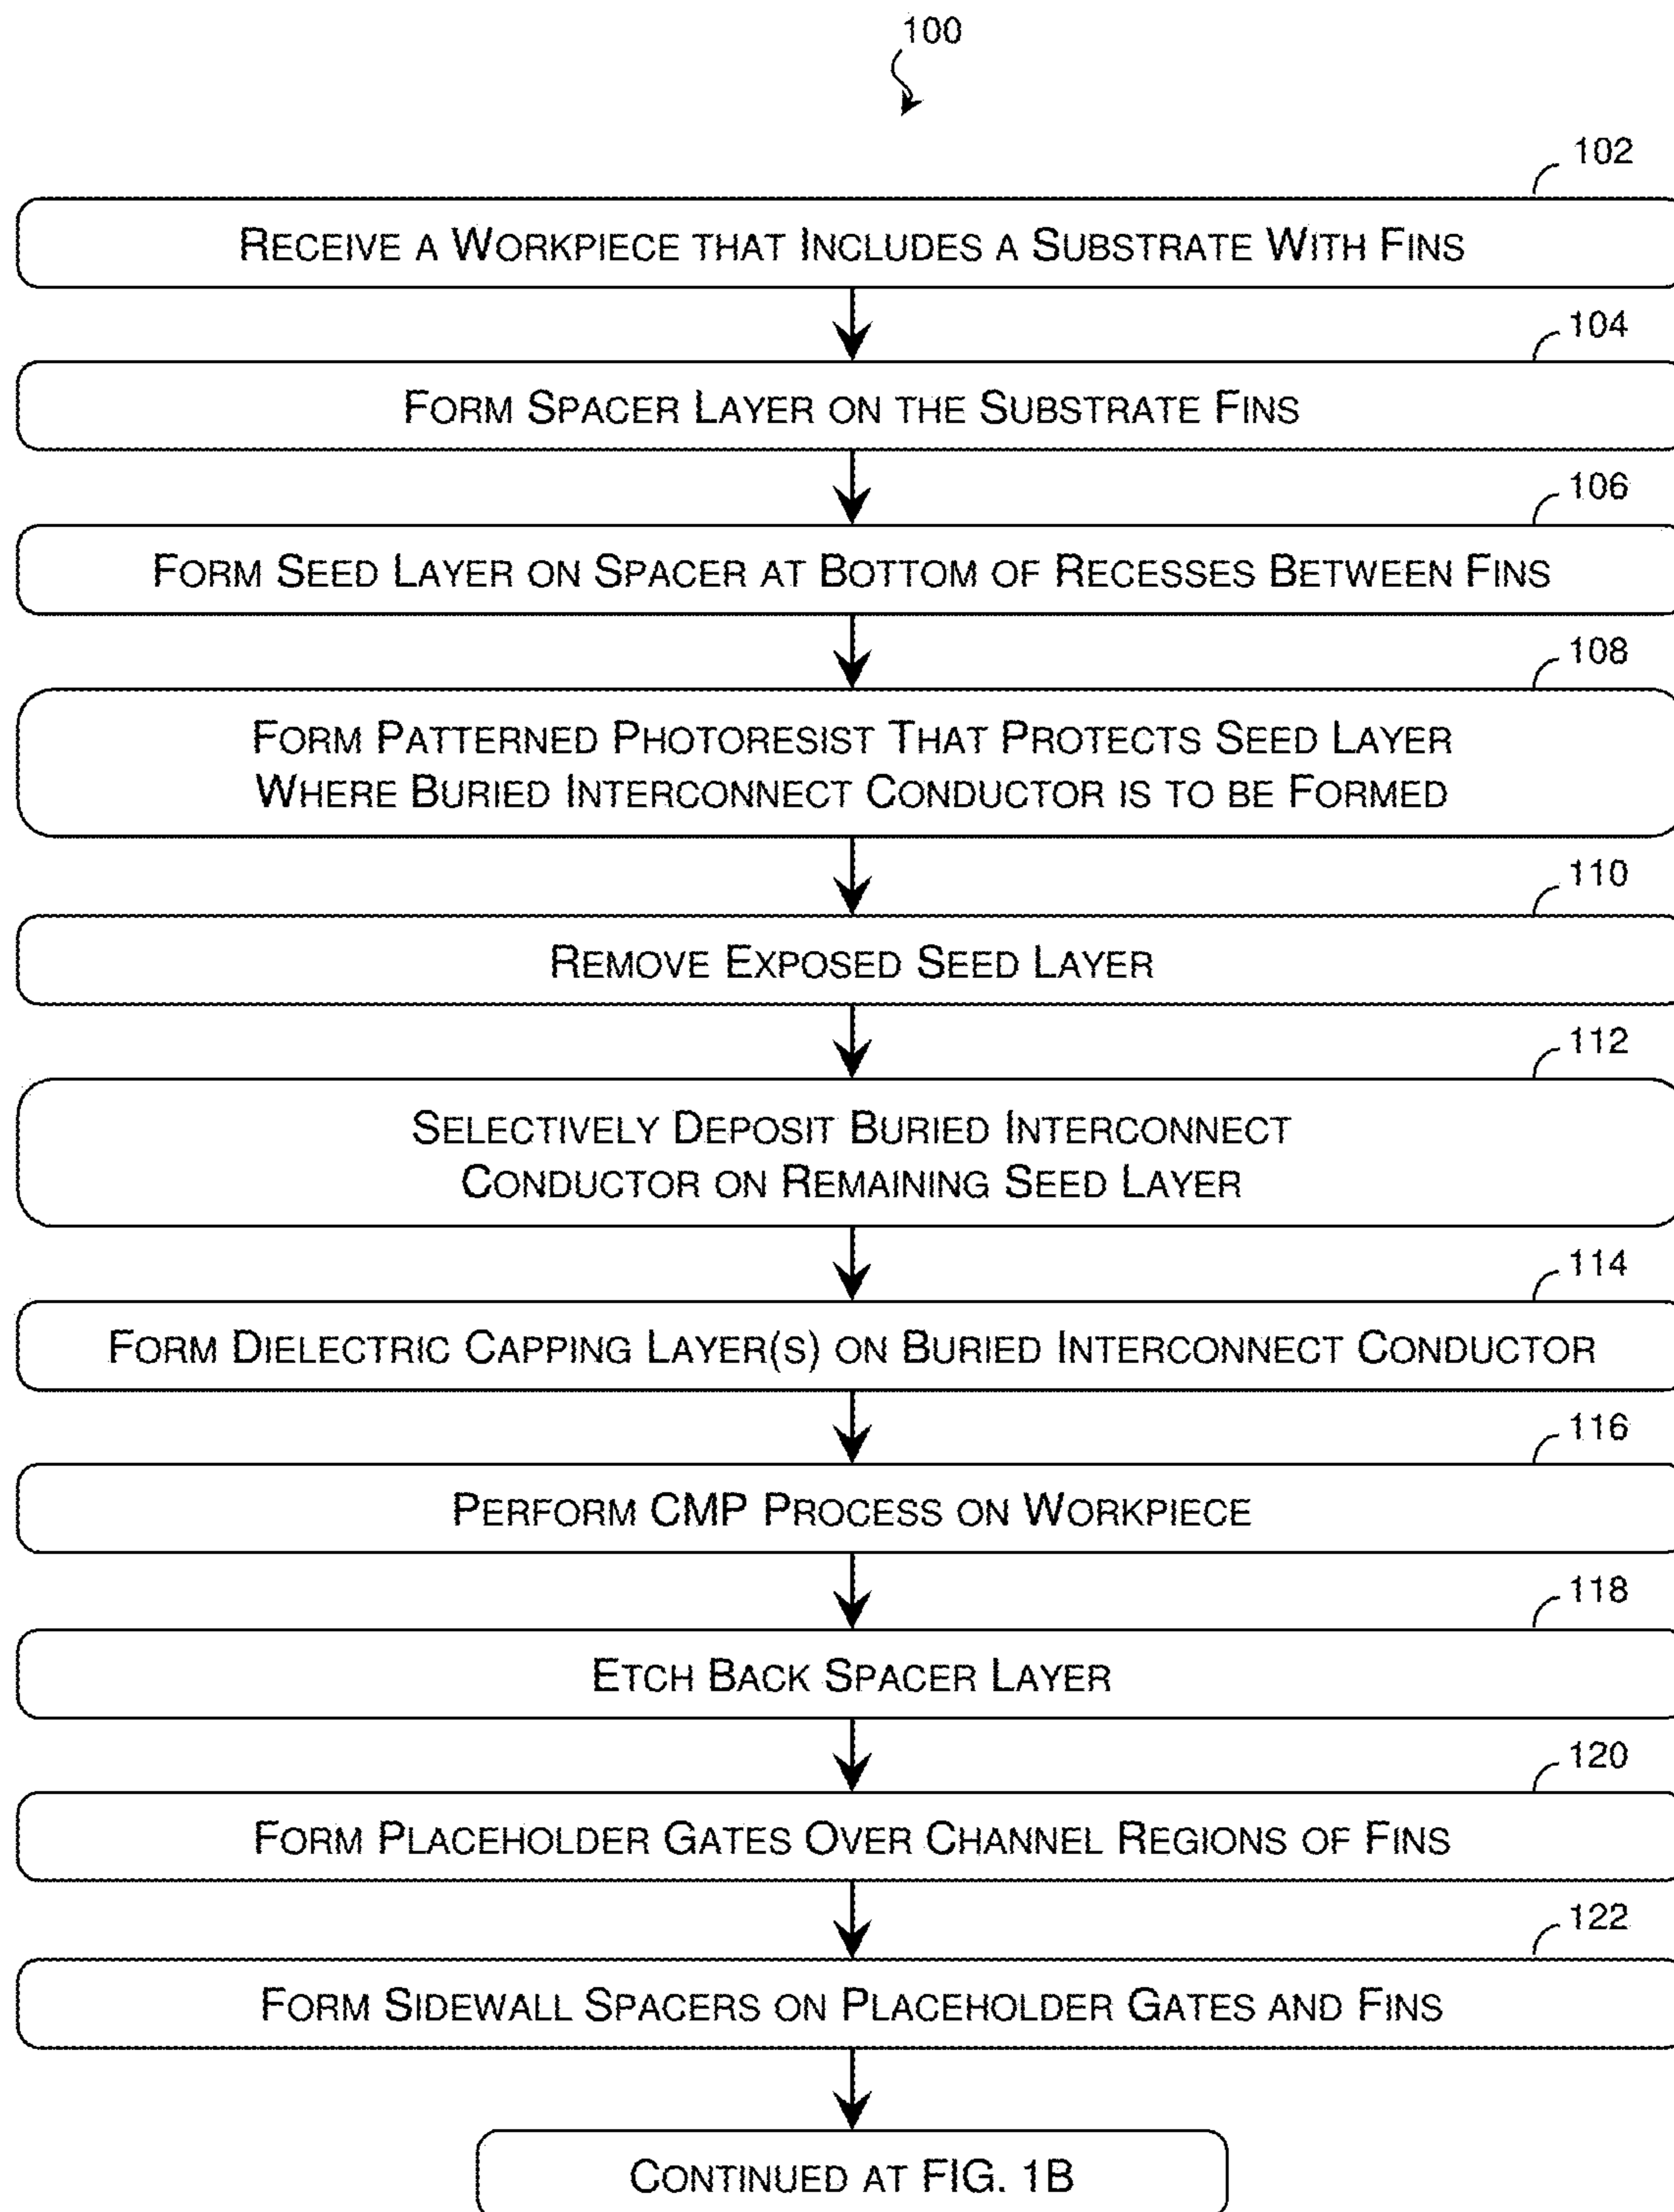 100
102
RECEIVE A WORKPIECE THAT INCLUDES A SUBSTRATE WITH FINS
104
FORM SPACER LAYER ON THE SUBSTRATE FINS
106
FORM SEED LAYER ON SPACER AT BOTTOM OF RECESSES BETWEEN FINS
108
FORM PATTERNED PHOTORESIST THAT PROTECTS SEED LAYER
WHERE BURIED INTERCONNECT CONDUCTOR IS TO BE FORMED
110
REMOVE EXPOSED SEED LAYER
112
SELECTIVELY DEPOSIT BURIED INTERCONNECT
CONDUCTOR ON REMAINING SEED LAYER
114
FORM DIELECTRIC CAPPING LAYER(S) ON BURIED INTERCONNECT CONDUCTOR
116
PERFORM CMP PROCESS ON WORKPIECE
118
ETCH BACK SPACER LAYER
120
FORM PLACEHOLDER GATES OVER CHANNEL REGIONS OF FINS
122
FORM SIDEWALL SPACERS ON PLACEHOLDER GATES AND FINS
CONTINUED AT FIG. 1B